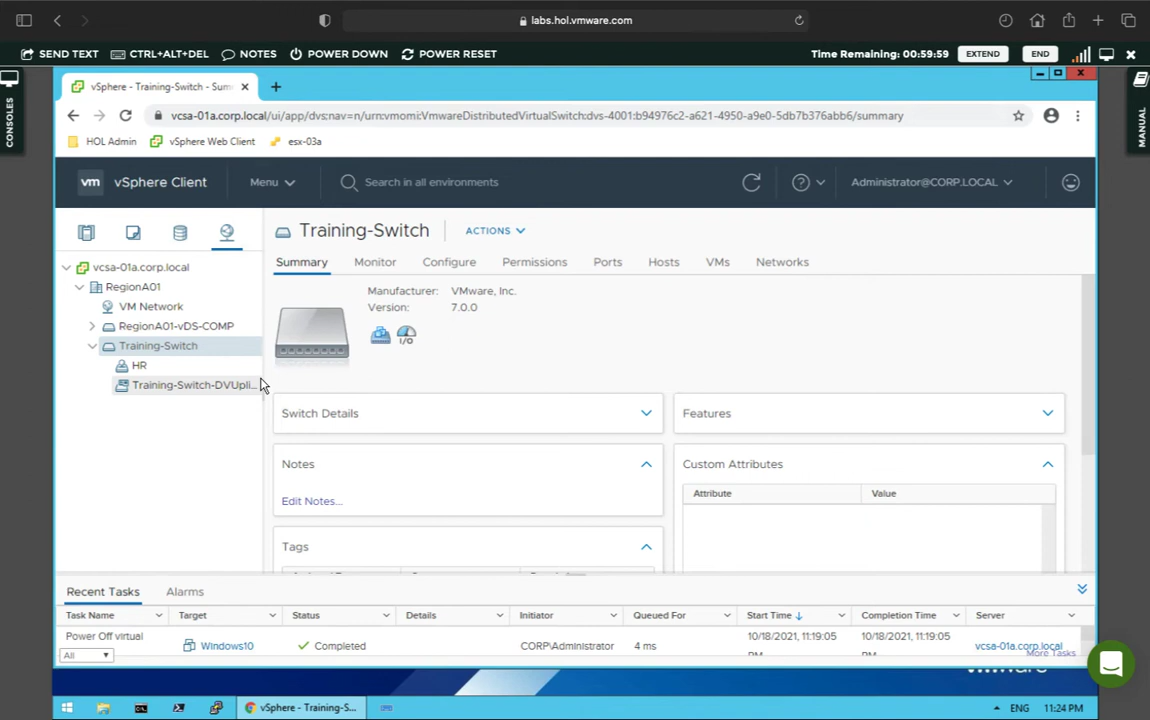 labs.hol.vmware.com
SEND TEXT CTRL+ALT+DEL NOTES POWER DOWN POWER RESET Time Remaining: 00:59:59 EXTEND END
CONSOLES
MANUAL
vSphere - Training-Switch - Sum
vcsa-01a.corp.local/ui/app/dvs;nav=n/urn:vmomi:VmwareDistributedVirtualSwitch:dvs-4001:b94976c2-a621-4950-a9e0-5db7b376abb6/summary
HOL Admin vSphere Web Client esx-03a
vm vSphere Client Menu Search in all environments Administrator@CORP.LOCAL
Training-Switch ACTIONS
Summary Monitor Configure Permissions Ports Hosts VMs Networks
vcsa-01a.corp.local
RegionA01
VM Network
RegionA01-vDS-COMP
Training-Switch
HR
Training-Switch-DVUpli...
Manufacturer: VMware, Inc.
Version: 7.0.0
I/O
Switch Details
Features
Notes
Edit Notes...
Custom Attributes
Attribute Value
Tags
Recent Tasks Alarms
Task Name Target Status Details Initiator Queued For Start Time Completion Time Server
Power Off virtual Windows10 Completed CORP\Administrator 4 ms 10/18/2021, 11:19:05 10/18/2021, 11:19:05 vcsa-01a.corp.local
PM PM
All
More Tasks
vSphere - Training-S...
ENG 11:24 PM